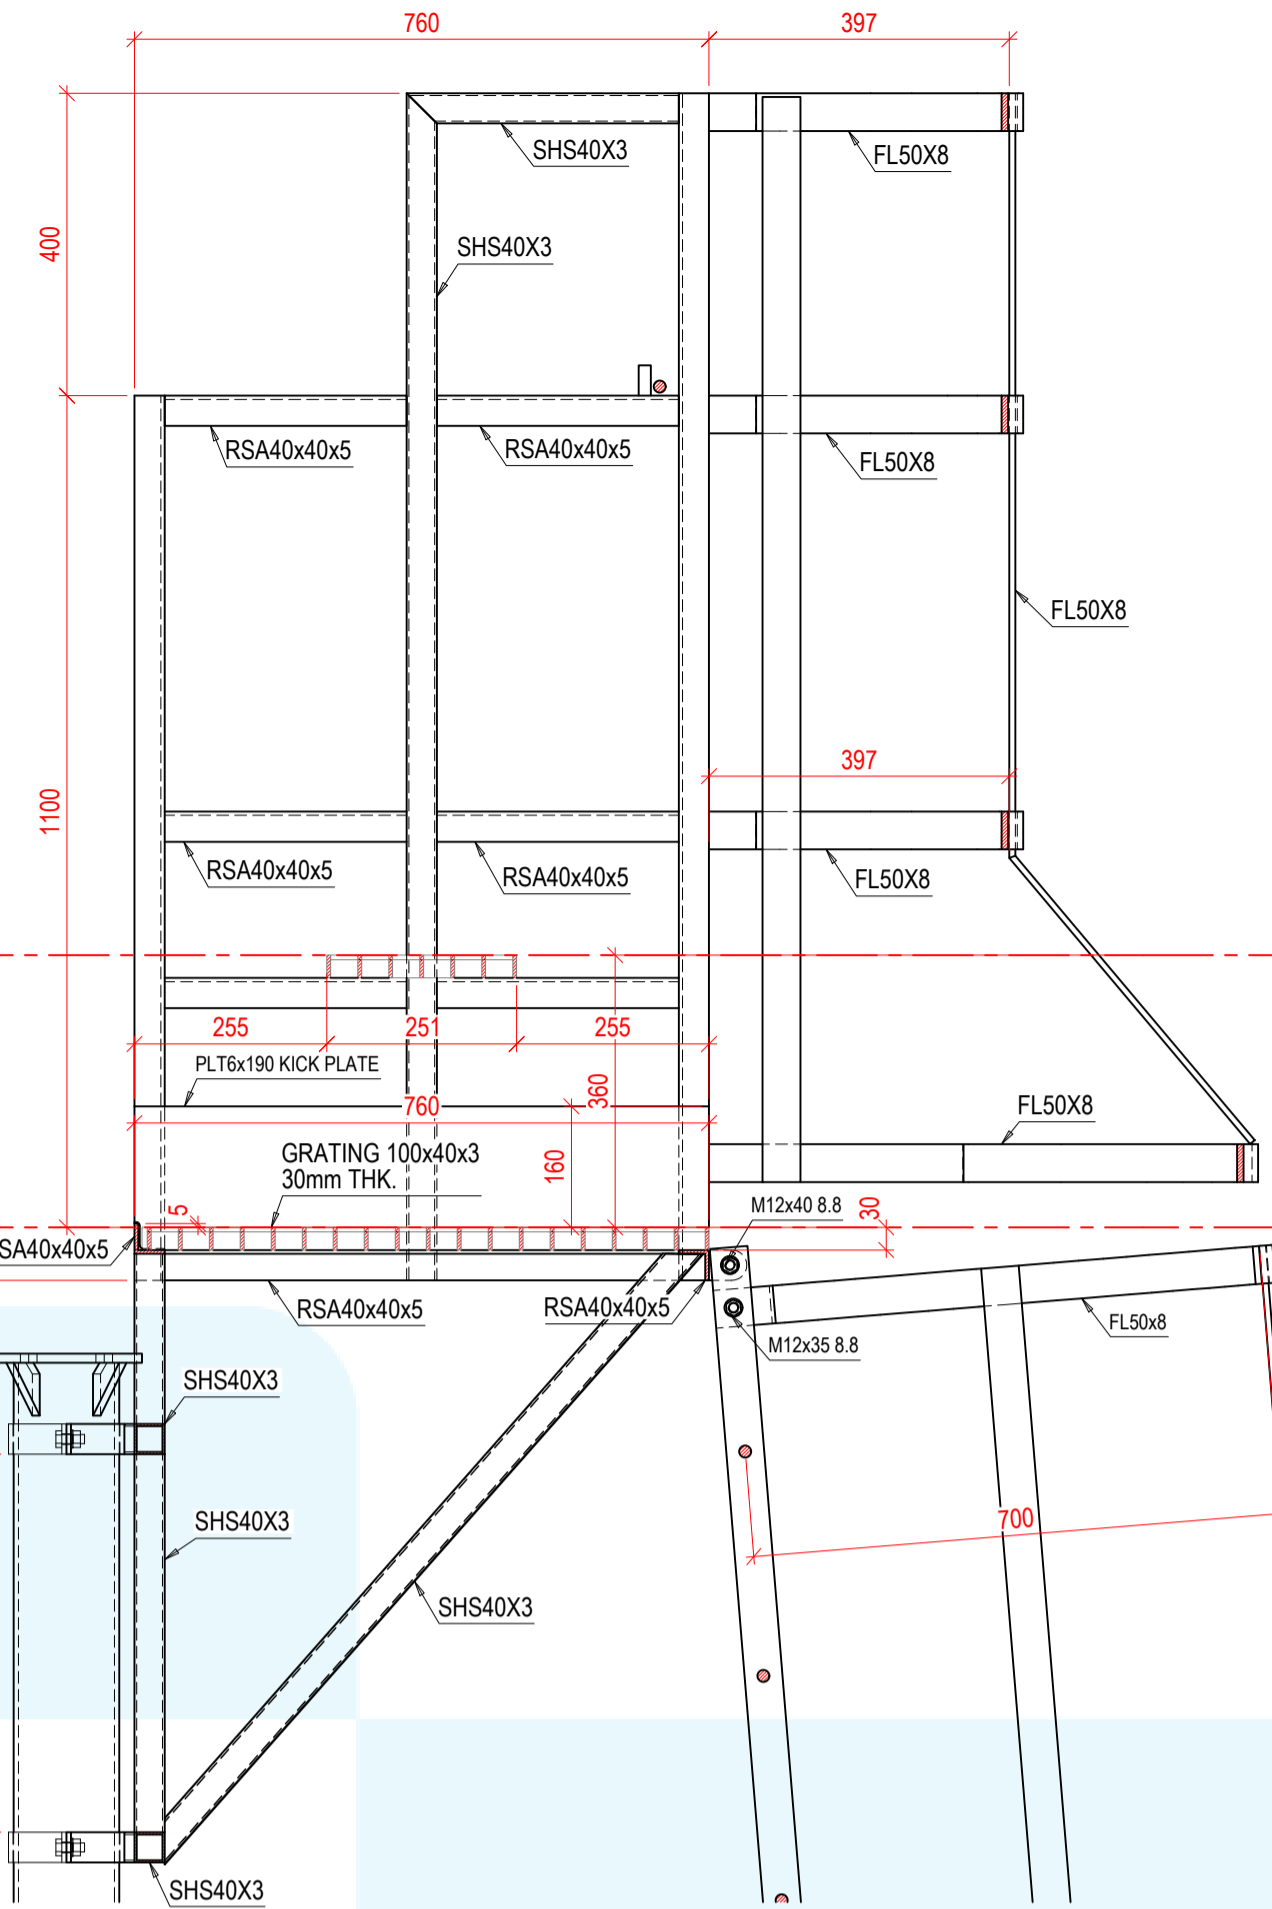 760
397
SHS40X3
FL50X8
400
SHS40X3
RSA40x40x5
RSA40x40x5
FL50X8
FL50X8
397
1100
RSA40x40x5
RSA40x40x5
FL50X8
255
251
255
PLT6x190 KICK PLATE
360
760
FL50X8
GRATING 100x40x3
30mm THK.
160
5
M12x40 8.8
30
SA40x40x5
RSA40x40x5
RSA40x40x5
FL50x8
M12x35 8.8
SHS40X3
SHS40X3
700
SHS40X3
SHS40X3